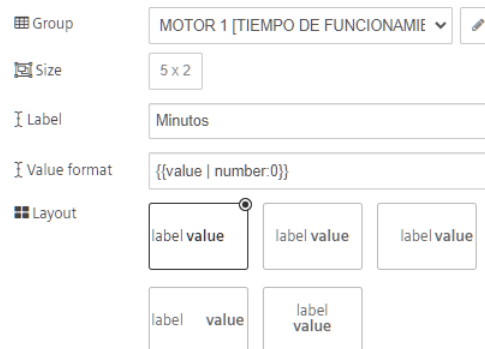 Group MOTOR 1 [TIEMPO DE FUNCIONAMIE
Size 5 x 2
Label Minutos
Value format {{value | number:0}}
Layout
label value label value label value
label value label
value